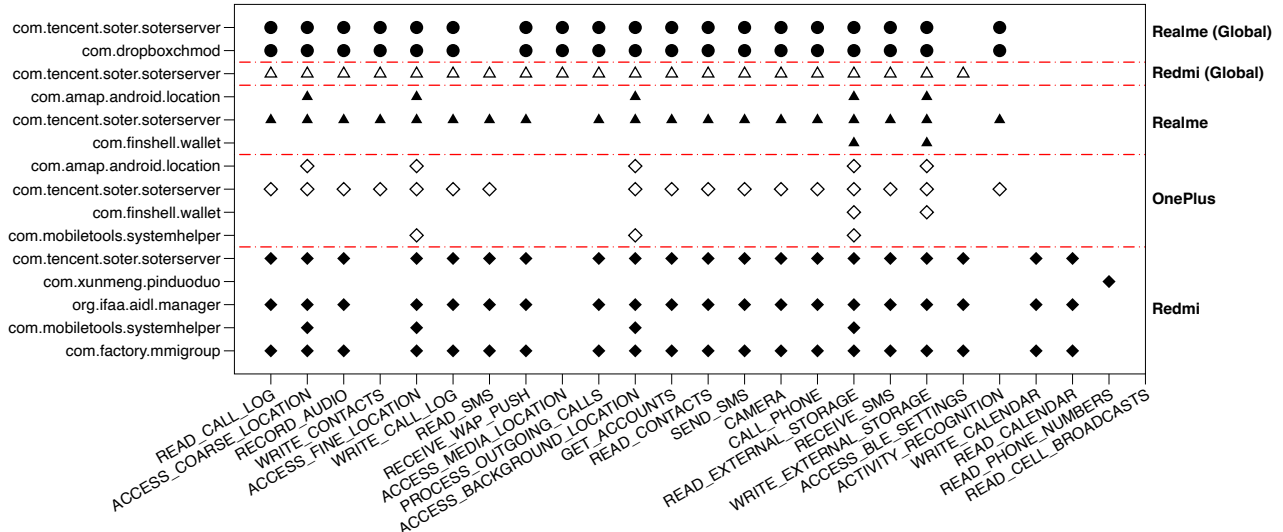 com.tencent.soter.soterserver
com.dropboxchmod
Realme (Global)
com.tencent.soter.soterserver
Redmi (Global)
com.amap.android.location
com.tencent.soter.soterserver
com.finshell.wallet
Realme
com.amap.android.location
com.tencent.soter.soterserver
com.finshell.wallet
com.mobiletools.systemhelper
OnePlus
com.tencent.soter.soterserver
com.xunmeng.pinduoduo
org.ifaa.aidl.manager
com.mobiletools.systemhelper
com.factory.mmigroup
Redmi
READ_CALL_LOG
ACCESS_COARSE_LOCATION
RECORD_AUDIO
WRITE_CONTACTS
ACCESS_FINE_LOCATION
WRITE_CALL_LOG
READ_SMS
RECEIVE_WAP_PUSH
ACCESS_MEDIA_LOCATION
PROCESS_OUTGOING_CALLS
ACCESS_BACKGROUND_LOCATION
GET_ACCOUNTS
READ_CONTACTS
SEND_SMS
CAMERA
CALL_PHONE
READ_EXTERNAL_STORAGE
RECEIVE_SMS
WRITE_EXTERNAL_STORAGE
ACCESS_BLE_SETTINGS
ACTIVITY_RECOGNITION
WRITE_CALENDAR
READ_CALENDAR
READ_PHONE_NUMBERS
READ_CELL_BROADCASTS